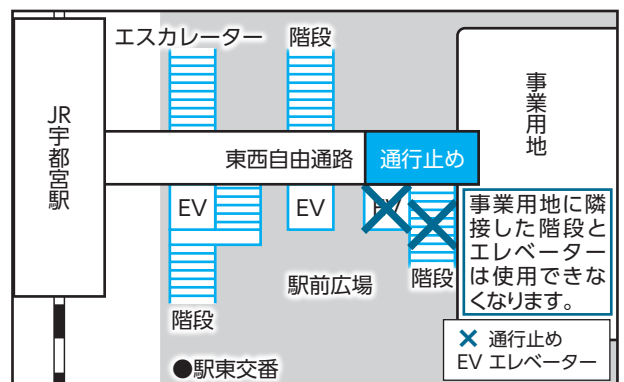 エスカレーター
階段
JR宇都宮駅
事業用地
東西自由通路
通行止め
EV
EV
EV
事業用地に隣
接した階段と
エレベーター
は使用できな
くなります。
駅前広場
階段
階段
✕ 通行止め
EV エレベーター
●駅東交番